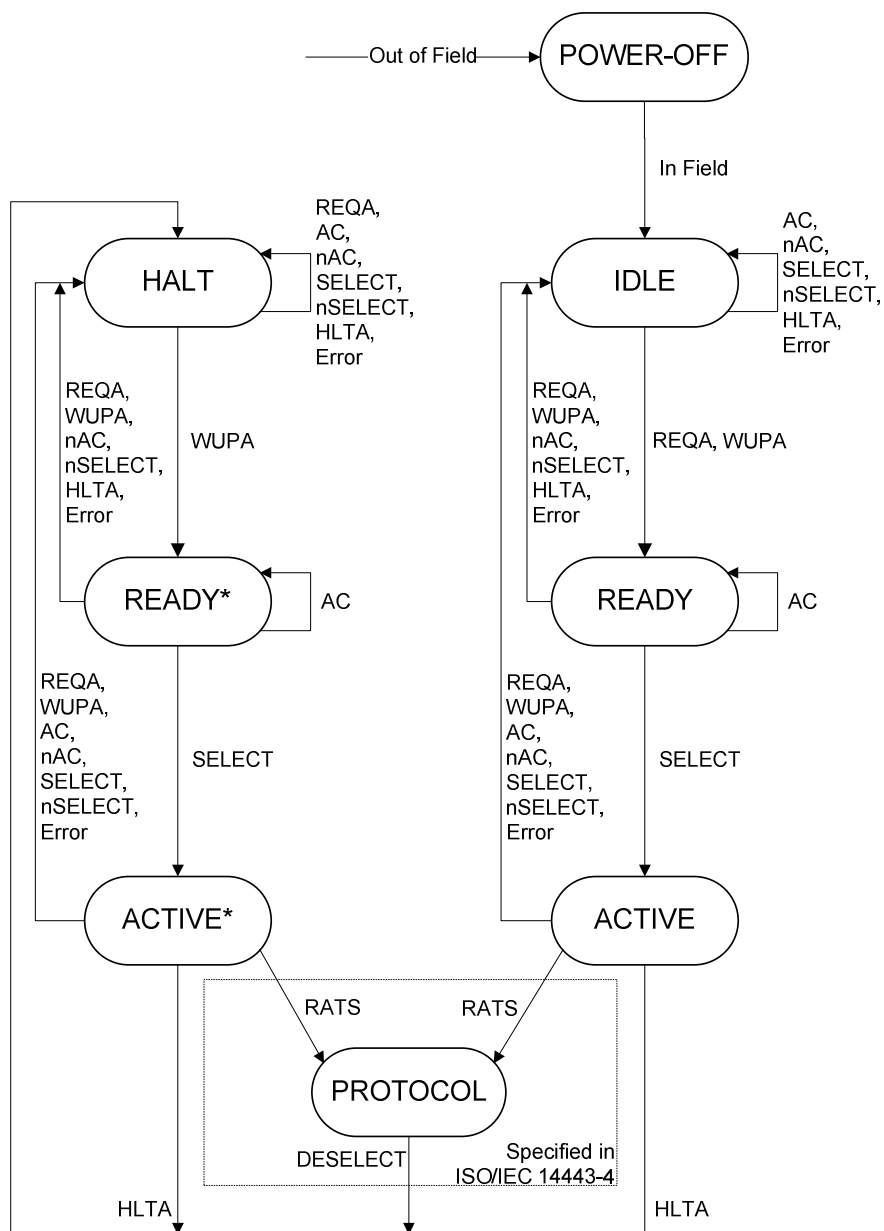 Out of Field
POWER-OFF
In Field
HALT
REQA,
AC,
nAC,
SELECT,
nSELECT,
HLTA,
Error
IDLE
AC,
nAC,
SELECT,
nSELECT,
HLTA,
Error
REQA,
WUPA,
nAC,
nSELECT,
HLTA,
Error
WUPA
REQA,
WUPA,
nAC,
nSELECT,
HLTA,
Error
REQA, WUPA
READY*
AC
READY
AC
REQA,
WUPA,
AC,
nAC,
SELECT,
nSELECT,
Error
SELECT
REQA,
WUPA,
AC,
nAC,
SELECT,
nSELECT,
Error
SELECT
ACTIVE*
ACTIVE
RATS
RATS
PROTOCOL
DESELECT
Specified in
ISO/IEC 14443-4
HLTA
HLTA